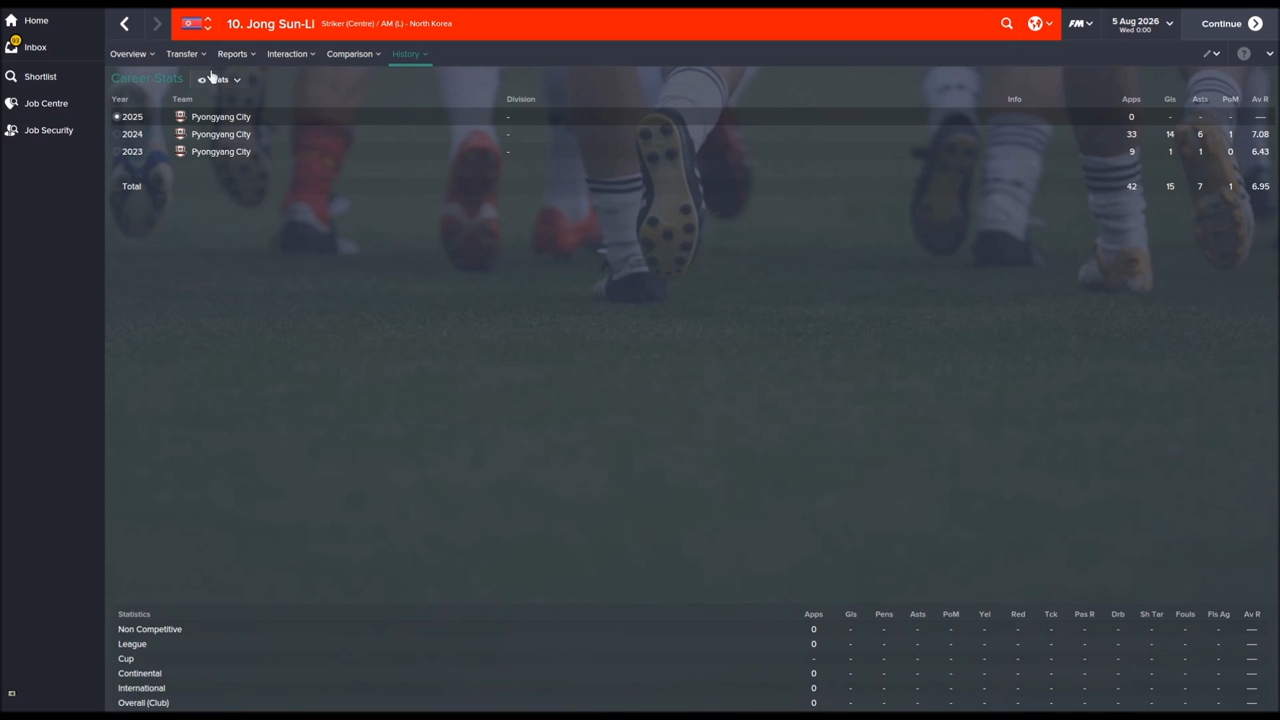 Home
10. Jong Sun-Li Striker (Centre) / AM (L) - North Korea
FM
5 Aug 2026
Wed 0:00
Continue
Inbox
Shortlist
Job Centre
Job Security
Overview Transfer Reports Interaction Comparison History
?
Career Stats
Year Team Division Info Apps Gls Asts PoM Av R
2025 Pyongyang City - 0 - - - ---
2024 Pyongyang City - 33 14 6 1 7.08
2023 Pyongyang City - 9 1 1 0 6.43
Total 42 15 7 1 6.95
Statistics Apps Gls Pens Asts PoM Yel Red Tck Pas R Drb Sh Tar Fouls Fls Ag Av R
Non Competitive 0 - - - - - - - - - - - - ---
League 0 - - - - - - - - - - - - ---
Cup - - - - - - - - - - - - - ---
Continental 0 - - - - - - - - - - - - ---
International 0 - - - - - - - - - - - - ---
Overall (Club) 0 - - - - - - - - - - - - ---